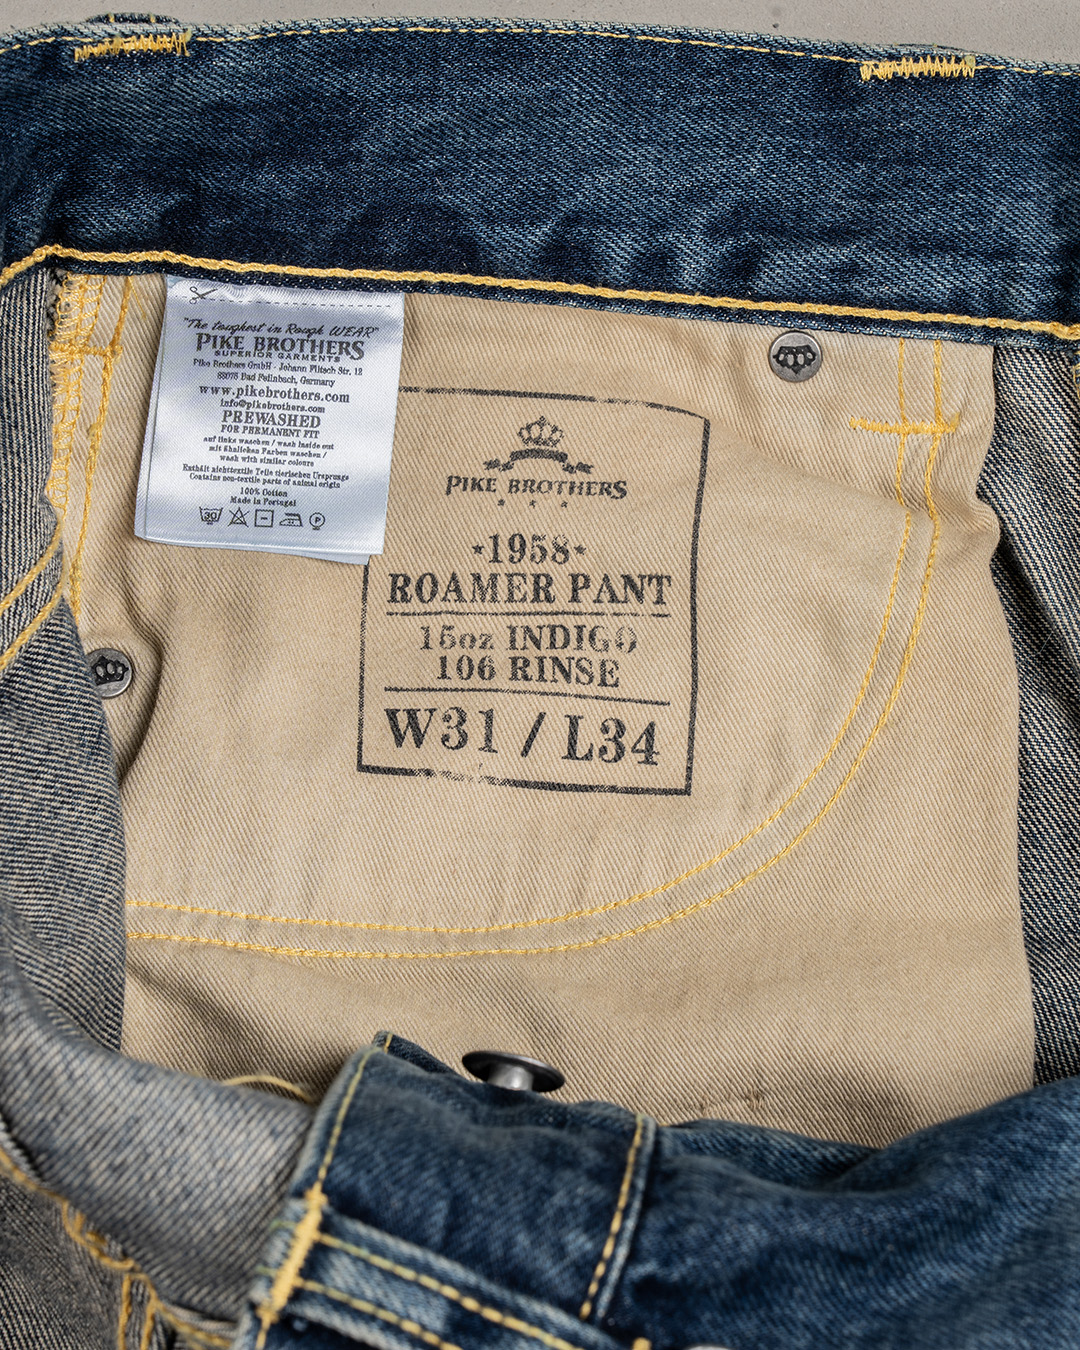 "The toughest in Rough WEAR"
PIKE BROTHERS
SUPERIOR GARMENTS
Pike Brothers GmbH - Johann Flitsch Str. 12
83075 Bad Feilnbach, Germany
www.pikebrothers.com
info@pikebrothers.com
PREWASHED
FOR PERMANENT FIT
auf links waschen / wash inside out
mit ähnlichen Farben waschen /
wash with similar colours
Enthält nichttextile Teile tierischen Ursprungs
Contains non-textile parts of animal origin
100% Cotton
Made in Portugal
30 P
PIKE BROTHERS
★1958★
ROAMER PANT
15oz INDIGO
106 RINSE
W31 / L34